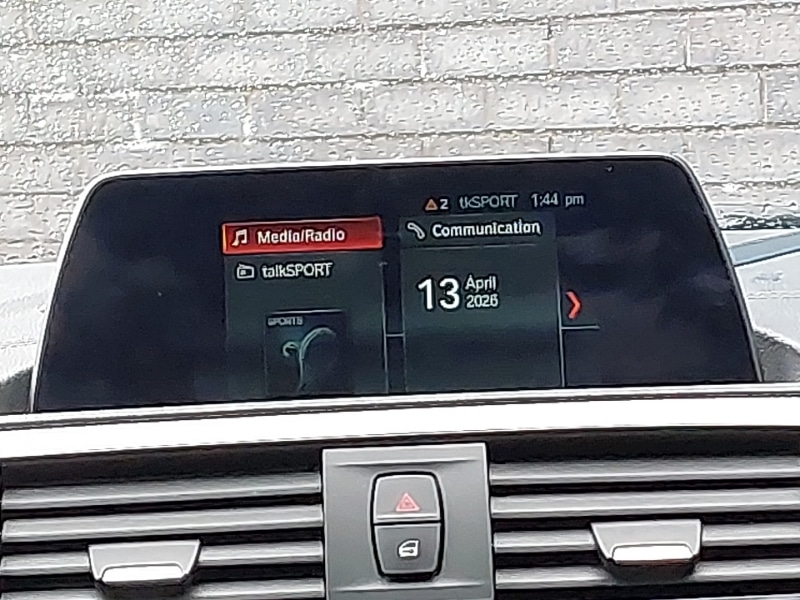 2 tkSPORT 1:44 pm
Media/Radio
Communication
talkSPORT
13 April 2026
SPORTS